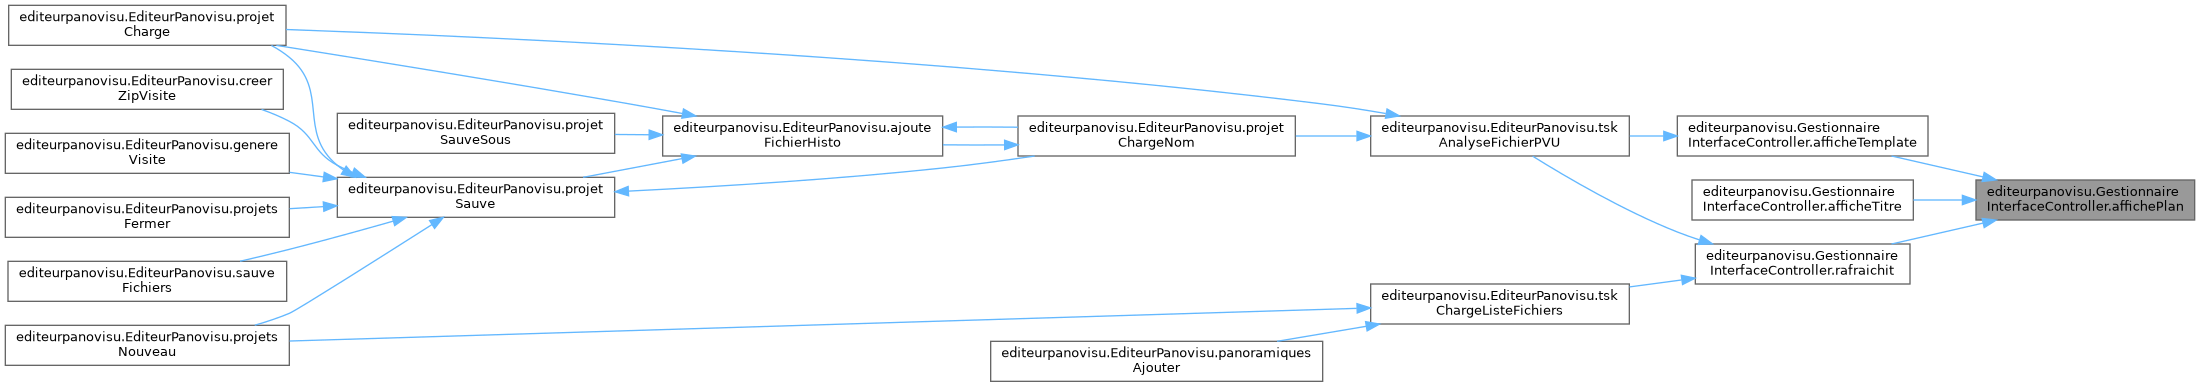 editeurpanovisu.EditeurPanovisu.projet
Charge
editeurpanovisu.EditeurPanovisu.creer
ZipVisite
editeurpanovisu.EditeurPanovisu.genere
Visite
editeurpanovisu.EditeurPanovisu.projets
Fermer
editeurpanovisu.EditeurPanovisu.sauve
Fichiers
editeurpanovisu.EditeurPanovisu.projets
Nouveau
editeurpanovisu.EditeurPanovisu.projet
SauveSous
editeurpanovisu.EditeurPanovisu.projet
Sauve
editeurpanovisu.EditeurPanovisu.ajoute
FichierHisto
editeurpanovisu.EditeurPanovisu.projet
ChargeNom
editeurpanovisu.EditeurPanovisu.panoramiques
Ajouter
editeurpanovisu.EditeurPanovisu.tsk
AnalyseFichierPVU
editeurpanovisu.EditeurPanovisu.tsk
ChargeListeFichiers
editeurpanovisu.Gestionnaire
InterfaceController.afficheTemplate
editeurpanovisu.Gestionnaire
InterfaceController.afficheTitre
editeurpanovisu.Gestionnaire
InterfaceController.rafraichit
editeurpanovisu.Gestionnaire
InterfaceController.affichePlan